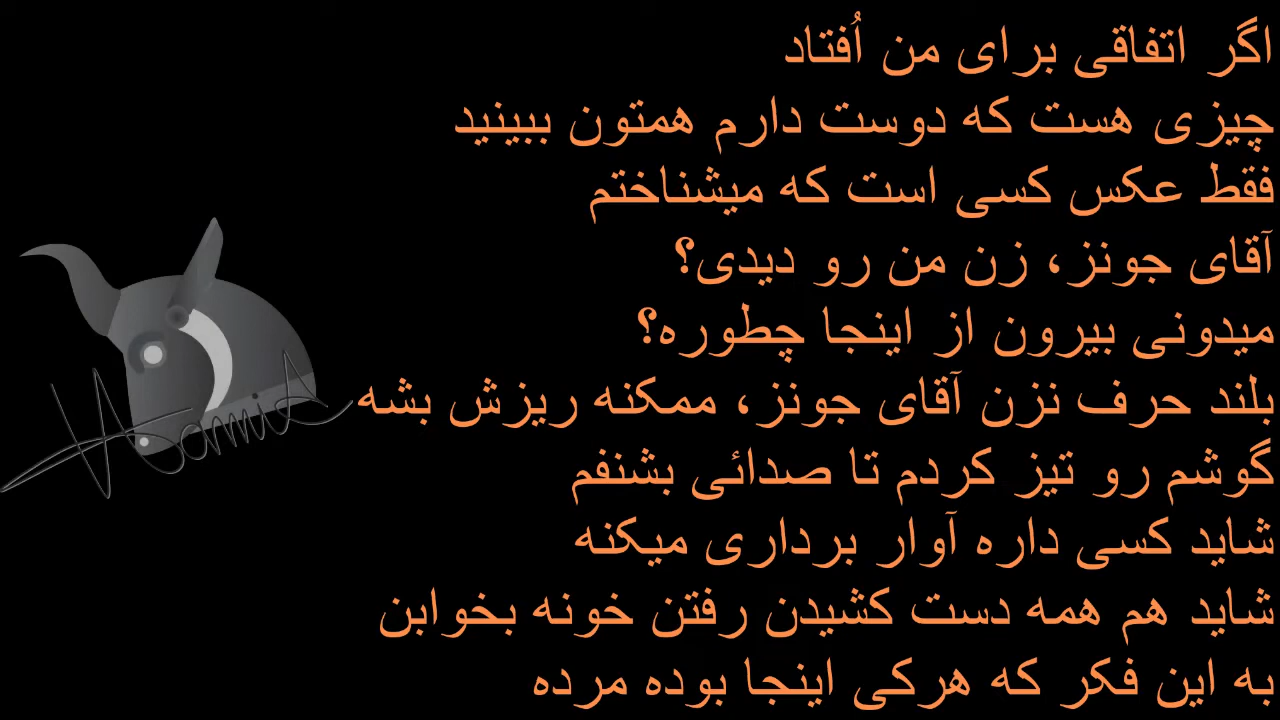 اگر اتفاقی برای من اُفتاد
چیزی هست که دوست دارم همتون ببینید
فقط عکس کسی است که میشناختم
آقای جونز، زن من رو دیدی؟
میدونی بیرون از اینجا چطوره؟
بلند حرف نزن آقای جونز، ممکنه ریزش بشه
گوشم رو تیز کردم تا صدائی بشنفم
شاید کسی داره آوار برداری میکنه
شاید هم همه دست کشیدن رفتن خونه بخوابن
به این فکر که هرکی اینجا بوده مرده